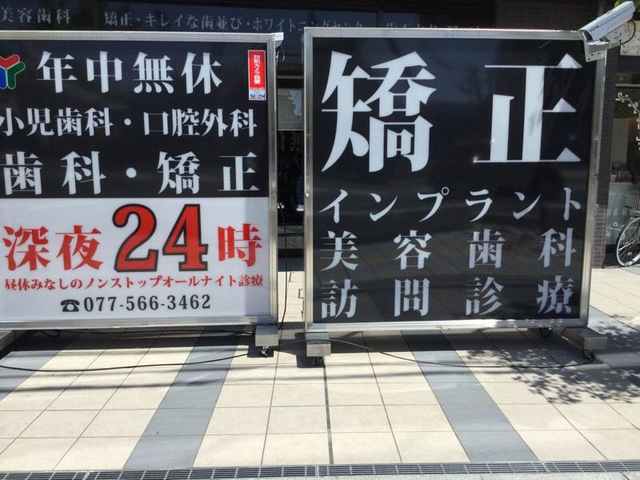 美容歯科 矯正・キレイな歯並び・ホワイトニングセンター
年中無休
小児歯科・口腔外科
歯科・矯正
深夜24時
昼休みなしのノンストップオールナイト診療
☎077-566-3462
矯正
インプラント
美容歯科
訪問診療